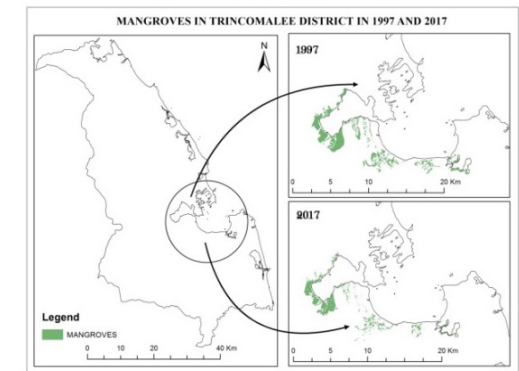 MANGROVES IN TRINCOMALEE DISTRICT IN 1997 AND 2017
N
1997
0 5 10 20 Km
2017
0 5 10 20 Km
Legend
MANGROVES
0 10 20 40 Km